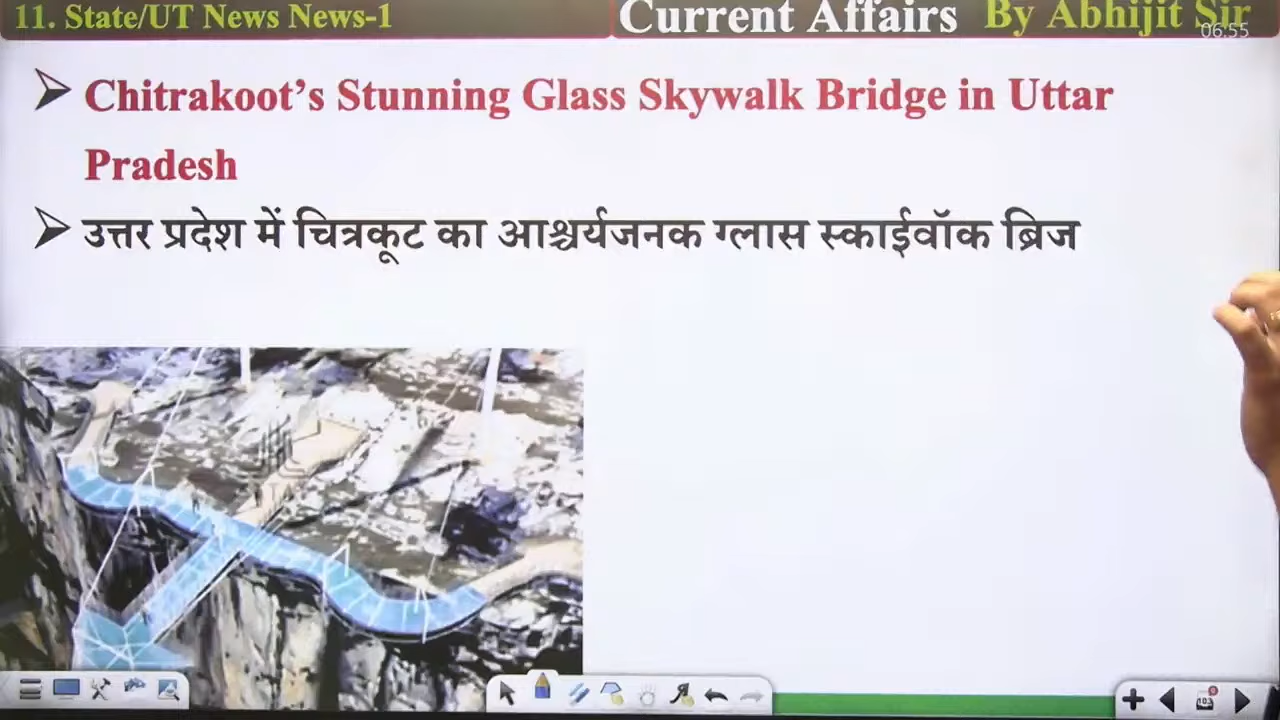 11. State/UT News News-1
Current Affairs By Abhijit Sir
06:55
Chitrakoot’s Stunning Glass Skywalk Bridge in Uttar
Pradesh
उत्तर प्रदेश में चित्रकूट का आश्चर्यजनक ग्लास स्काईवॉक ब्रिज